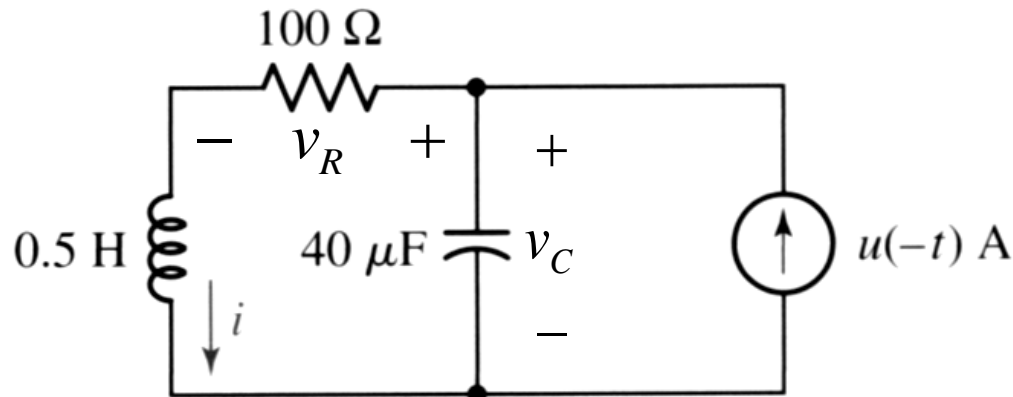 100 Ω
− v_R +
+
0.5 H
40 μF
v_C
u(−t) A
i
−